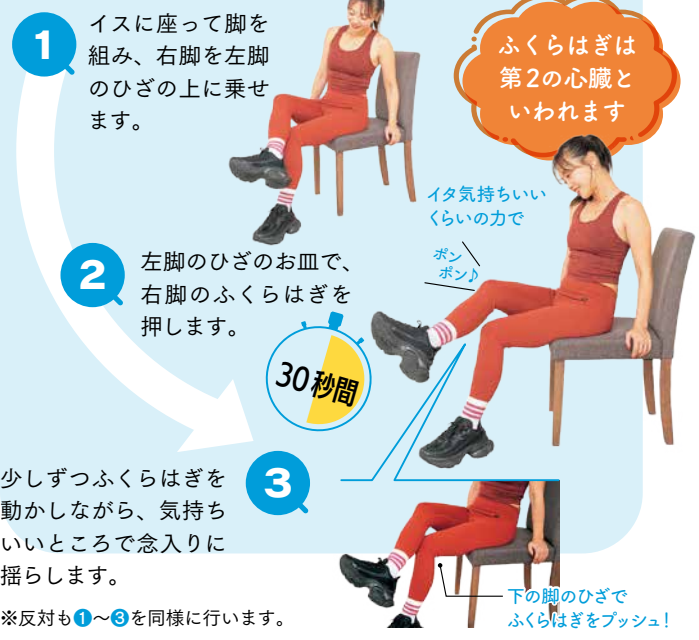 1
イスに座って脚を
組み、右脚を左脚
のひざの上に乗せ
ます。
ふくらはぎは
第2の心臓と
いわれます
イタ気持ちいい
くらいの力で
ポン
ポン♪
2
左脚のひざのお皿で、
右脚のふくらはぎを
押します。
30秒間
3
少しずつふくらはぎを
動かしながら、気持ち
いいところで念入りに
揺らします。
下の脚のひざで
ふくらはぎをプッシュ!
※反対も❶〜❸を同様に行います。